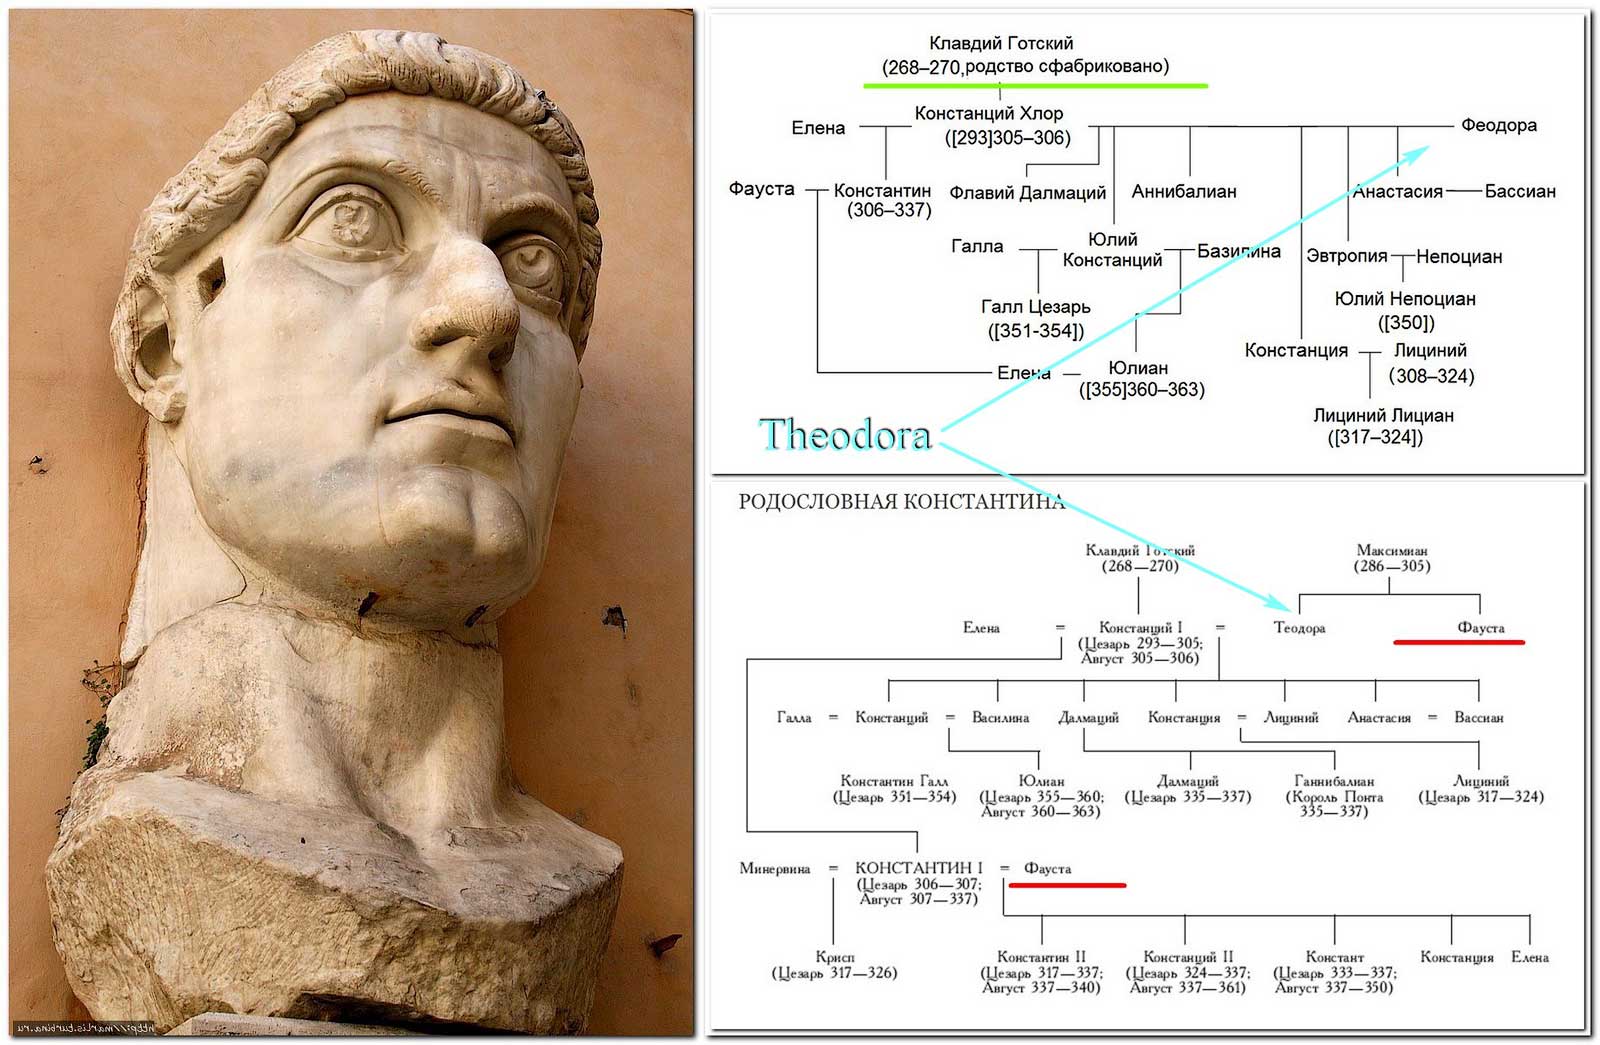 Клавдий Готский
(268–270,родство сфабриковано)
Елена
Констанций Хлор
([293]305–306)
Феодора
Фауста
Константин
(306–337)
Флавий Далмаций
Аннибалиан
Анастасия
Бассиан
Галла
Юлий
Констанций
Базилина
Эвтропия
Непоциан
Галл Цезарь
([351-354])
Юлий Непоциан
([350])
Елена
Юлиан
([355]360–363)
Констанция
Лициний
(308–324)
Лициний Лициан
([317–324])
Theodora
РОДОСЛОВНАЯ КОНСТАНТИНА
Клавдий Готский
(268—270)
Максимиан
(286—305)
Елена = Констанций I = Теодора Фауста
(Цезарь 293—305;
Август 305—306)
Галла = Констанций = Василина Далмаций Констанция = Лициний Анастасия = Вассиан
Константин Галл
(Цезарь 351—354)
Юлиан
(Цезарь 355—360;
Август 360—363)
Далмаций
(Цезарь 335—337)
Ганнибалиан
(Король Понта
335—337)
Лициний
(Цезарь 317—324)
Минервина = КОНСТАНТИН I = Фауста
(Цезарь 306—307;
Август 307—337)
Крисп
(Цезарь 317—326)
Константин II
(Цезарь 317—337;
Август 337—340)
Констанций II
(Цезарь 324—337;
Август 337—361)
Констант
(Цезарь 333—337;
Август 337—350)
Констанция
Елена
http://marlis.turbina.ru